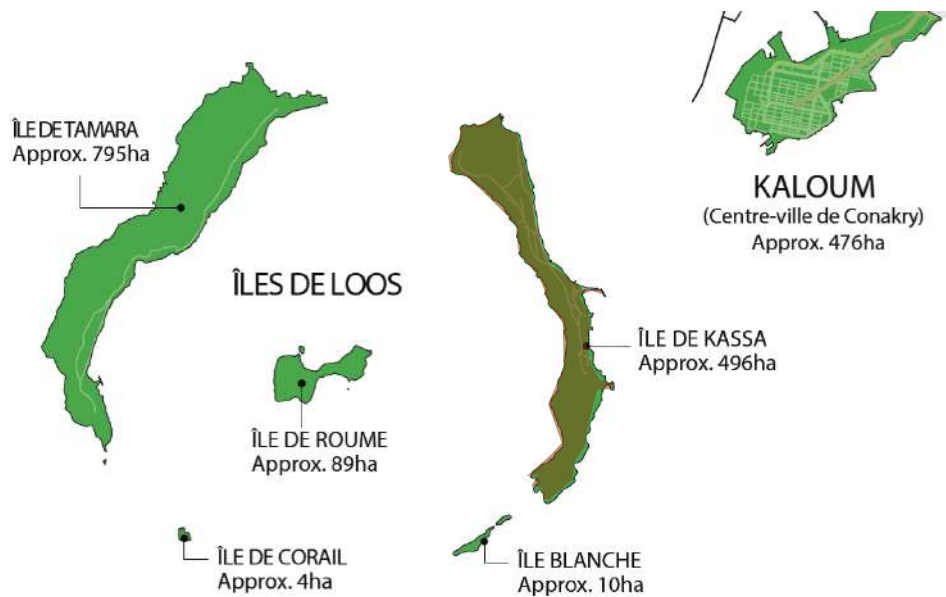 ÎLE DE TAMARA
Approx. 795ha
KALOUM
(Centre-ville de Conakry)
Approx. 476ha
ÎLES DE LOOS
ÎLE DE KASSA
Approx. 496ha
ÎLE DE ROUME
Approx. 89ha
ÎLE DE CORAIL
Approx. 4ha
ÎLE BLANCHE
Approx. 10ha